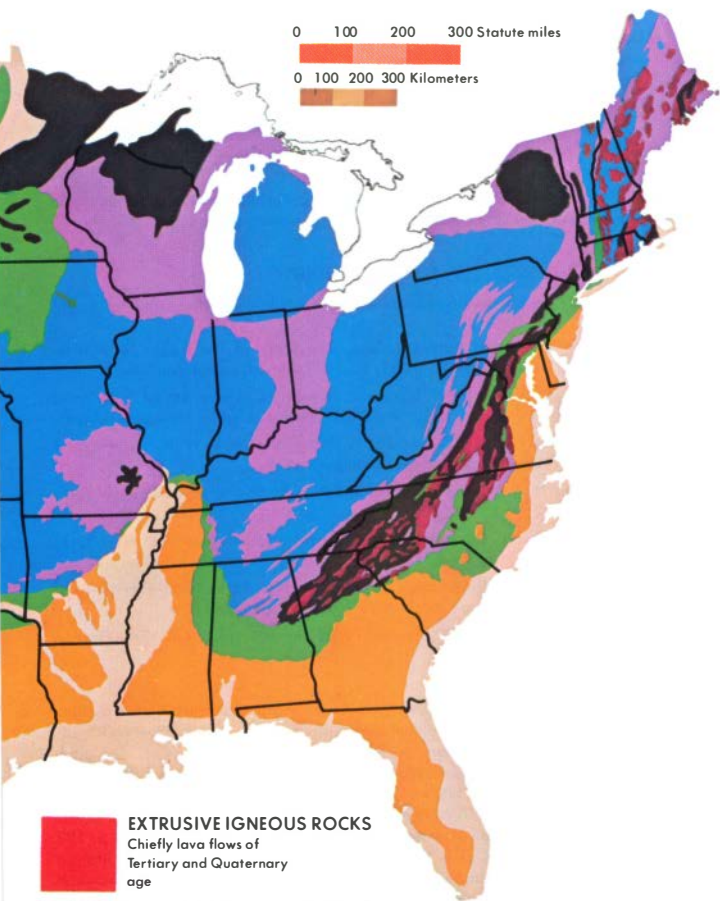 0 100 200 300 Statute miles
0 100 200 300 Kilometers
EXTRUSIVE IGNEOUS ROCKS
Chiefly lava flows of
Tertiary and Quaternary
age